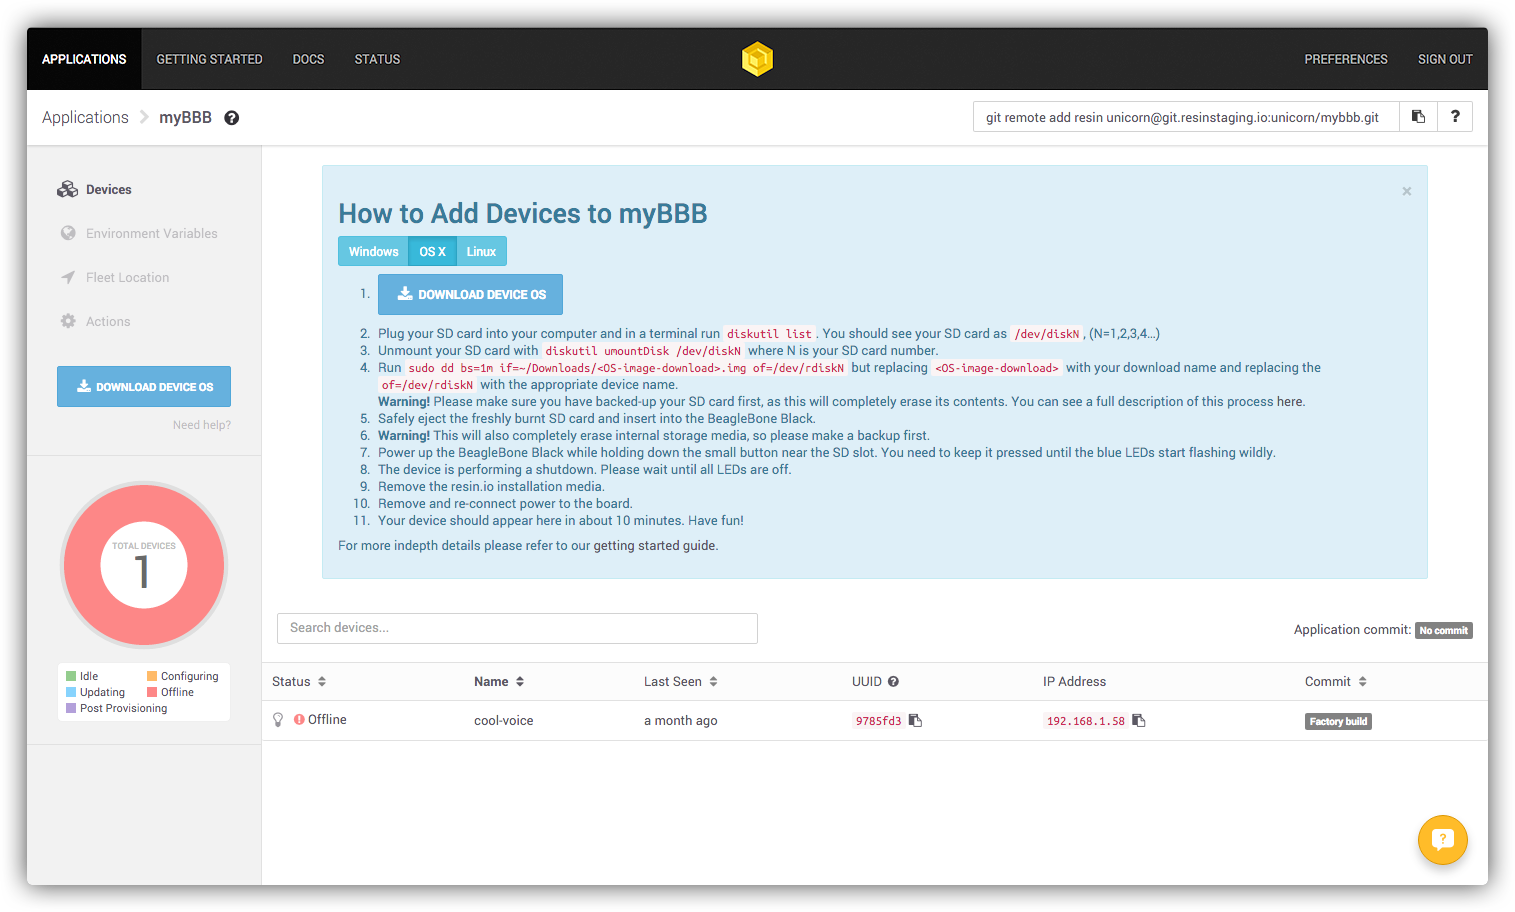 APPLICATIONS GETTING STARTED DOCS STATUS PREFERENCES SIGN OUT
Applications myBBB ?
git remote add resin unicorn@git.resinstaging.io:unicorn/mybbb.git ?
Devices
Environment Variables
Fleet Location
Actions
DOWNLOAD DEVICE OS
Need help?
TOTAL DEVICES
1
Idle Configuring
Updating Offline
Post Provisioning
×
How to Add Devices to myBBB
Windows OS X Linux
1. DOWNLOAD DEVICE OS
2. Plug your SD card into your computer and in a terminal run diskutil list . You should see your SD card as /dev/diskN , (N=1,2,3,4...)
3. Unmount your SD card with diskutil umountDisk /dev/diskN where N is your SD card number.
4. Run sudo dd bs=1m if=~/Downloads/<OS-image-download>.img of=/dev/rdiskN but replacing <OS-image-download> with your download name and replacing the
of=/dev/rdiskN with the appropriate device name.
Warning! Please make sure you have backed-up your SD card first, as this will completely erase its contents. You can see a full description of this process here.
5. Safely eject the freshly burnt SD card and insert into the BeagleBone Black.
6. Warning! This will also completely erase internal storage media, so please make a backup first.
7. Power up the BeagleBone Black while holding down the small button near the SD slot. You need to keep it pressed until the blue LEDs start flashing wildly.
8. The device is performing a shutdown. Please wait until all LEDs are off.
9. Remove the resin.io installation media.
10. Remove and re-connect power to the board.
11. Your device should appear here in about 10 minutes. Have fun!
For more indepth details please refer to our getting started guide.
Search devices...
Application commit: No commit
Status Name Last Seen UUID ? IP Address Commit
! Offline cool-voice a month ago 9785fd3 192.168.1.58 Factory build
?